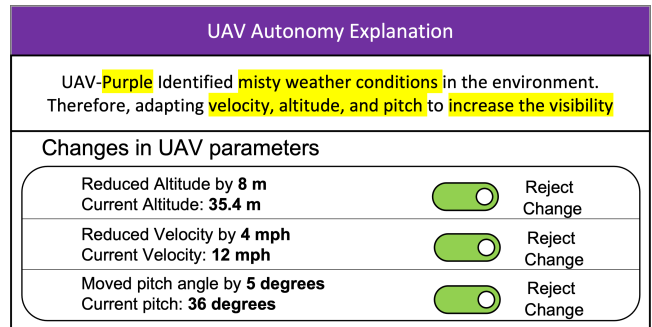 UAV Autonomy Explanation
UAV-Purple Identified misty weather conditions in the environment.
Therefore, adapting velocity, altitude, and pitch to increase the visibility
Changes in UAV parameters
Reduced Altitude by 8 m
Current Altitude: 35.4 m
Reject
Change
Reduced Velocity by 4 mph
Current Velocity: 12 mph
Reject
Change
Moved pitch angle by 5 degrees
Current pitch: 36 degrees
Reject
Change